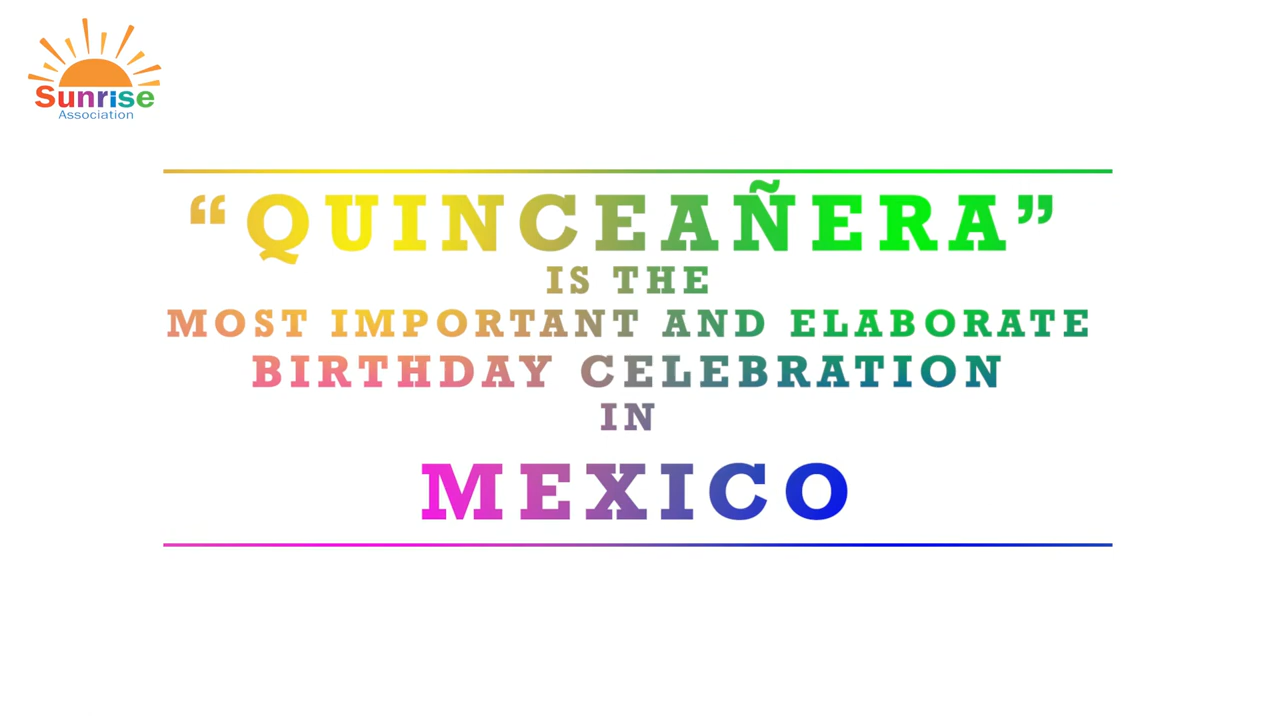 Sunrise
Association
“QUINCEAÑERA”
IS THE
MOST IMPORTANT AND ELABORATE
BIRTHDAY CELEBRATION
IN
MEXICO